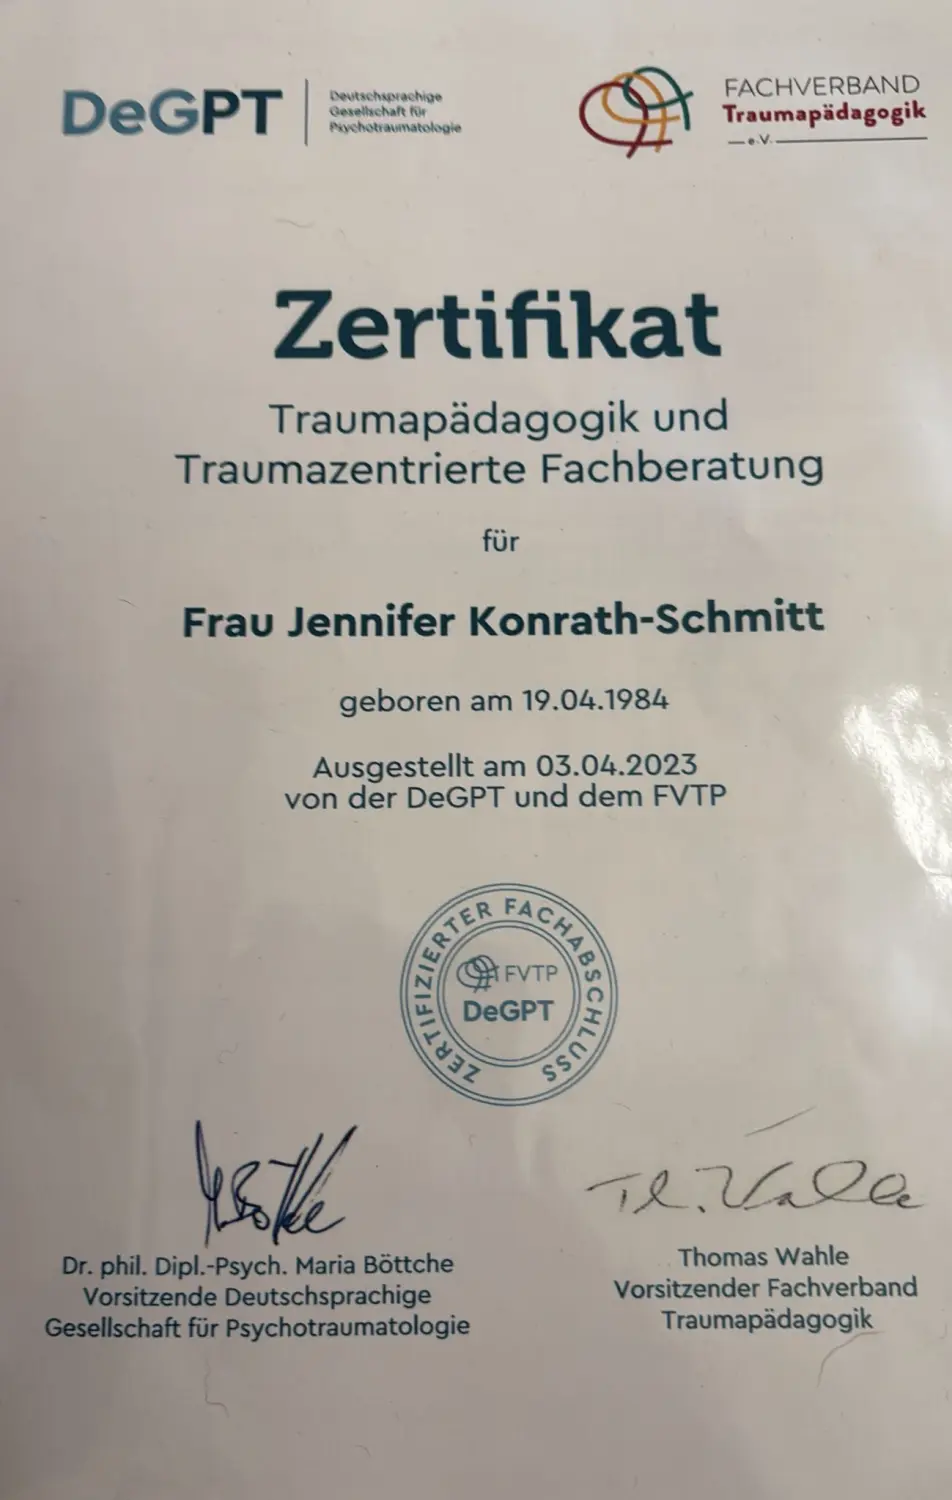 DeGPT
Deutschsprachige
Gesellschaft für
Psychotraumatologie
FACHVERBAND
Traumapädagogik
e.V.
Zertifikat
Traumapädagogik und
Traumazentrierte Fachberatung
für
Frau Jennifer Konrath-Schmitt
geboren am 19.04.1984
Ausgestellt am 03.04.2023
von der DeGPT und dem FVTP
ZERTIFIZIERTER FACHABSCHLUSS
FVTP
DeGPT
Th. Wahle
Dr. phil. Dipl.-Psych. Maria Böttche
Vorsitzende Deutschsprachige
Gesellschaft für Psychotraumatologie
Thomas Wahle
Vorsitzender Fachverband
Traumapädagogik